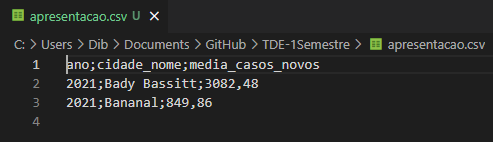 apresentacao.csv U
C: > Users > Dib > Documents > GitHub > TDE-1Semestre > apresentacao.csv
1 ano;cidade_nome;media_casos_novos
2 2021;Bady Bassitt;3082,48
3 2021;Bananal;849,86
4